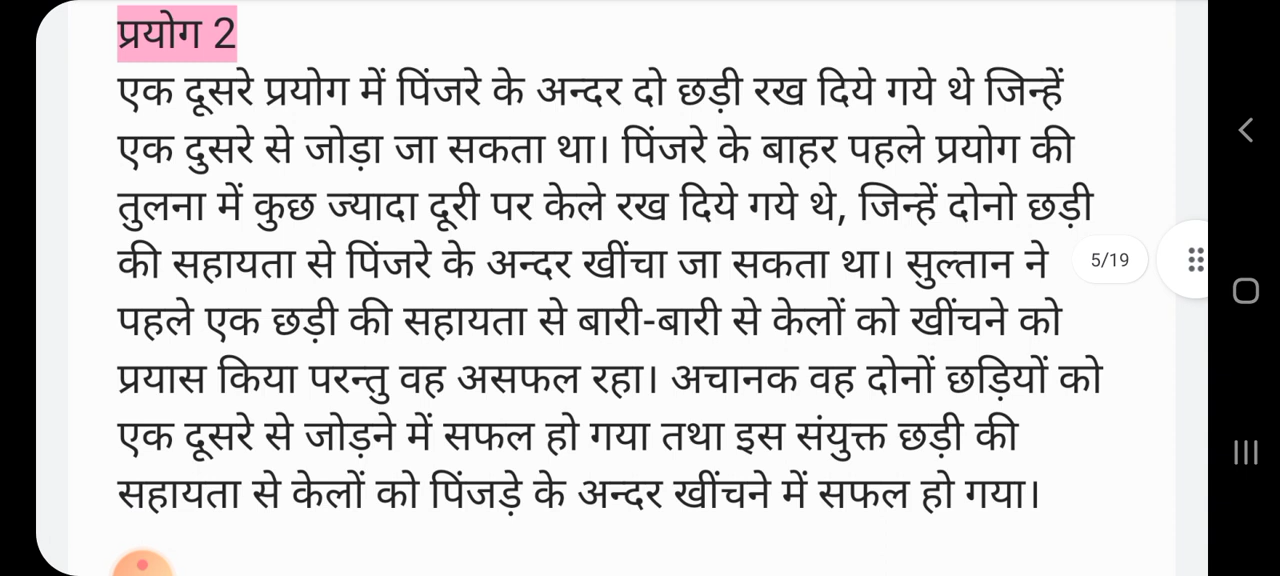 प्रयोग 2
एक दूसरे प्रयोग में पिंजरे के अन्दर दो छड़ी रख दिये गये थे जिन्हें
एक दुसरे से जोड़ा जा सकता था। पिंजरे के बाहर पहले प्रयोग की
तुलना में कुछ ज्यादा दूरी पर केले रख दिये गये थे, जिन्हें दोनो छड़ी
की सहायता से पिंजरे के अन्दर खींचा जा सकता था। सुल्तान ने
5/19
पहले एक छड़ी की सहायता से बारी-बारी से केलों को खींचने को
प्रयास किया परन्तु वह असफल रहा। अचानक वह दोनों छड़ियों को
एक दूसरे से जोड़ने में सफल हो गया तथा इस संयुक्त छड़ी की
सहायता से केलों को पिंजड़े के अन्दर खींचने में सफल हो गया।